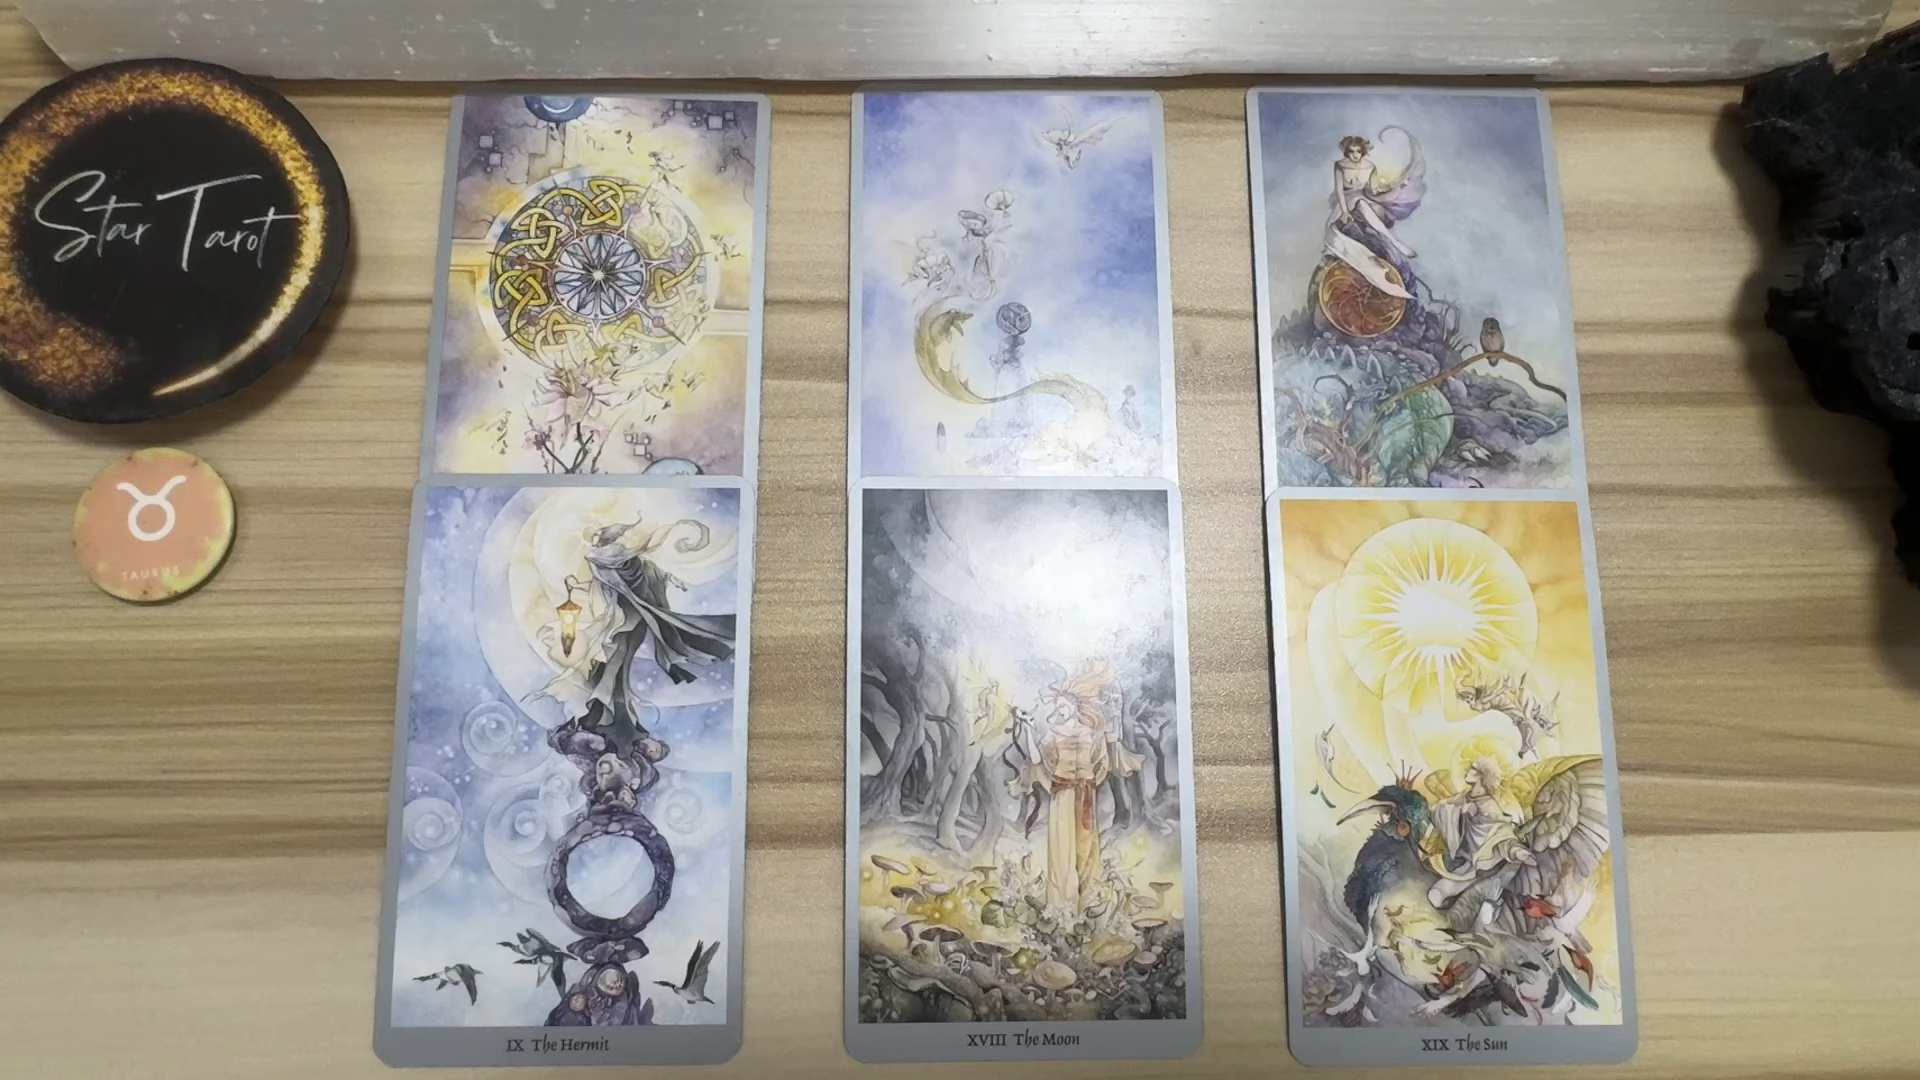 Star Tarot
TAURUS
IX The Hermit
XVIII The Moon
XIX The Sun